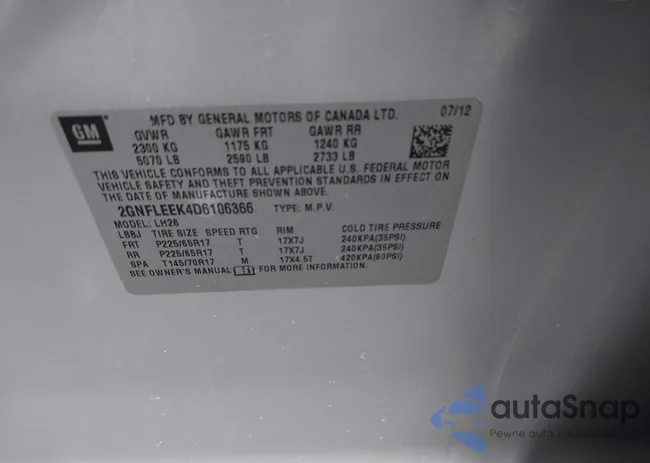 GM
MFD BY GENERAL MOTORS OF CANADA LTD. 07/12
GVWR GAWR FRT GAWR RR
2300 KG 1175 KG 1240 KG
5070 LB 2590 LB 2733 LB
THIS VEHICLE CONFORMS TO ALL APPLICABLE U.S. FEDERAL MOTOR
VEHICLE SAFETY AND THEFT PREVENTION STANDARDS IN EFFECT ON
THE DATE OF MANUFACTURE SHOWN ABOVE.
2GNFLEEK4D6106366 TYPE: M.P.V.
MODEL: LH26
LBBJ TIRE SIZE SPEED RTG RIM COLD TIRE PRESSURE
FRT P225/65R17 T 17X7J 240KPA(35PSI)
RR P225/65R17 T 17X7J 240KPA(35PSI)
SPA T145/70R17 M 17X4.5T 420KPA(60PSI)
SEE OWNER'S MANUAL FOR MORE INFORMATION.
autaSnap
Pewne auta z